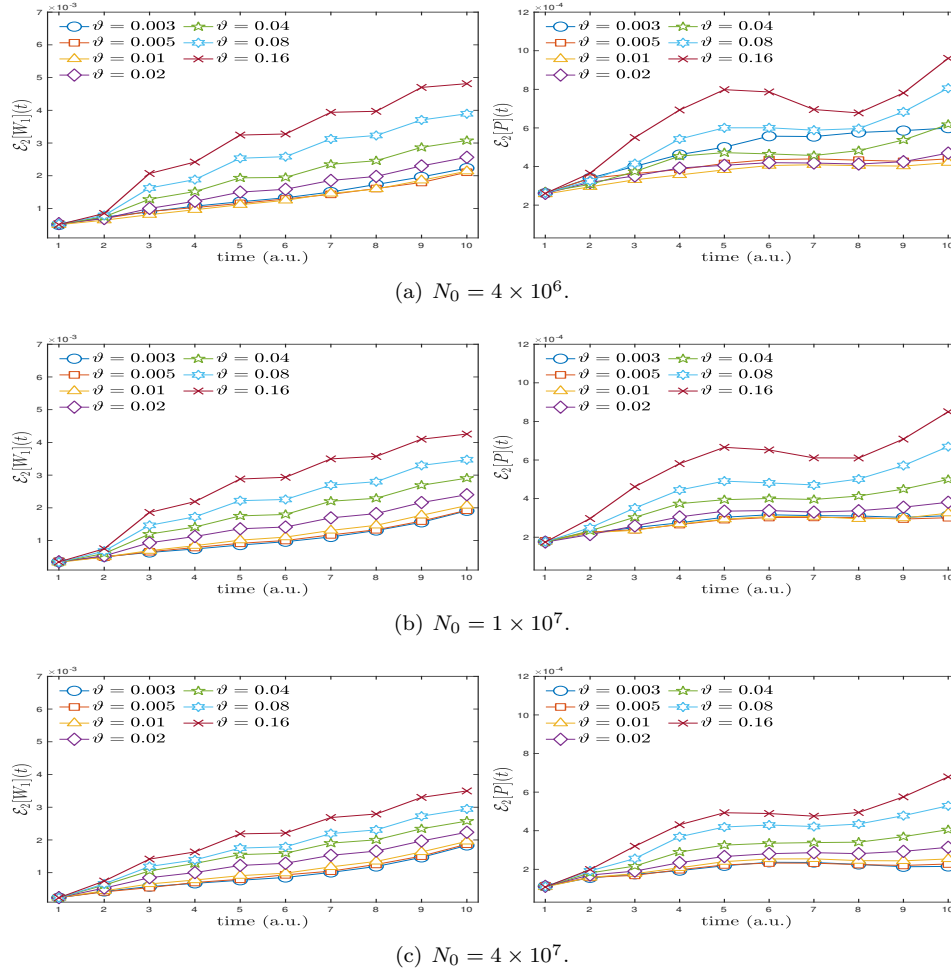 ×10⁻³
7
6
5
4
3
2
1
ℰ₂[W₁](t)
ϑ = 0.003
ϑ = 0.005
ϑ = 0.01
ϑ = 0.02
ϑ = 0.04
ϑ = 0.08
ϑ = 0.16
1 2 3 4 5 6 7 8 9 10
time (a.u.)
×10⁻⁴
12
10
8
6
4
2
ℰ₂[P](t)
ϑ = 0.003
ϑ = 0.005
ϑ = 0.01
ϑ = 0.02
ϑ = 0.04
ϑ = 0.08
ϑ = 0.16
1 2 3 4 5 6 7 8 9 10
time (a.u.)
(a) N₀ = 4 × 10⁶.
×10⁻³
7
6
5
4
3
2
1
ℰ₂[W₁](t)
ϑ = 0.003
ϑ = 0.005
ϑ = 0.01
ϑ = 0.02
ϑ = 0.04
ϑ = 0.08
ϑ = 0.16
1 2 3 4 5 6 7 8 9 10
time (a.u.)
×10⁻⁴
12
10
8
6
4
2
ℰ₂[P](t)
ϑ = 0.003
ϑ = 0.005
ϑ = 0.01
ϑ = 0.02
ϑ = 0.04
ϑ = 0.08
ϑ = 0.16
1 2 3 4 5 6 7 8 9 10
time (a.u.)
(b) N₀ = 1 × 10⁷.
×10⁻³
7
6
5
4
3
2
1
ℰ₂[W₁](t)
ϑ = 0.003
ϑ = 0.005
ϑ = 0.01
ϑ = 0.02
ϑ = 0.04
ϑ = 0.08
ϑ = 0.16
1 2 3 4 5 6 7 8 9 10
time (a.u.)
×10⁻⁴
12
10
8
6
4
2
ℰ₂[P](t)
ϑ = 0.003
ϑ = 0.005
ϑ = 0.01
ϑ = 0.02
ϑ = 0.04
ϑ = 0.08
ϑ = 0.16
1 2 3 4 5 6 7 8 9 10
time (a.u.)
(c) N₀ = 4 × 10⁷.